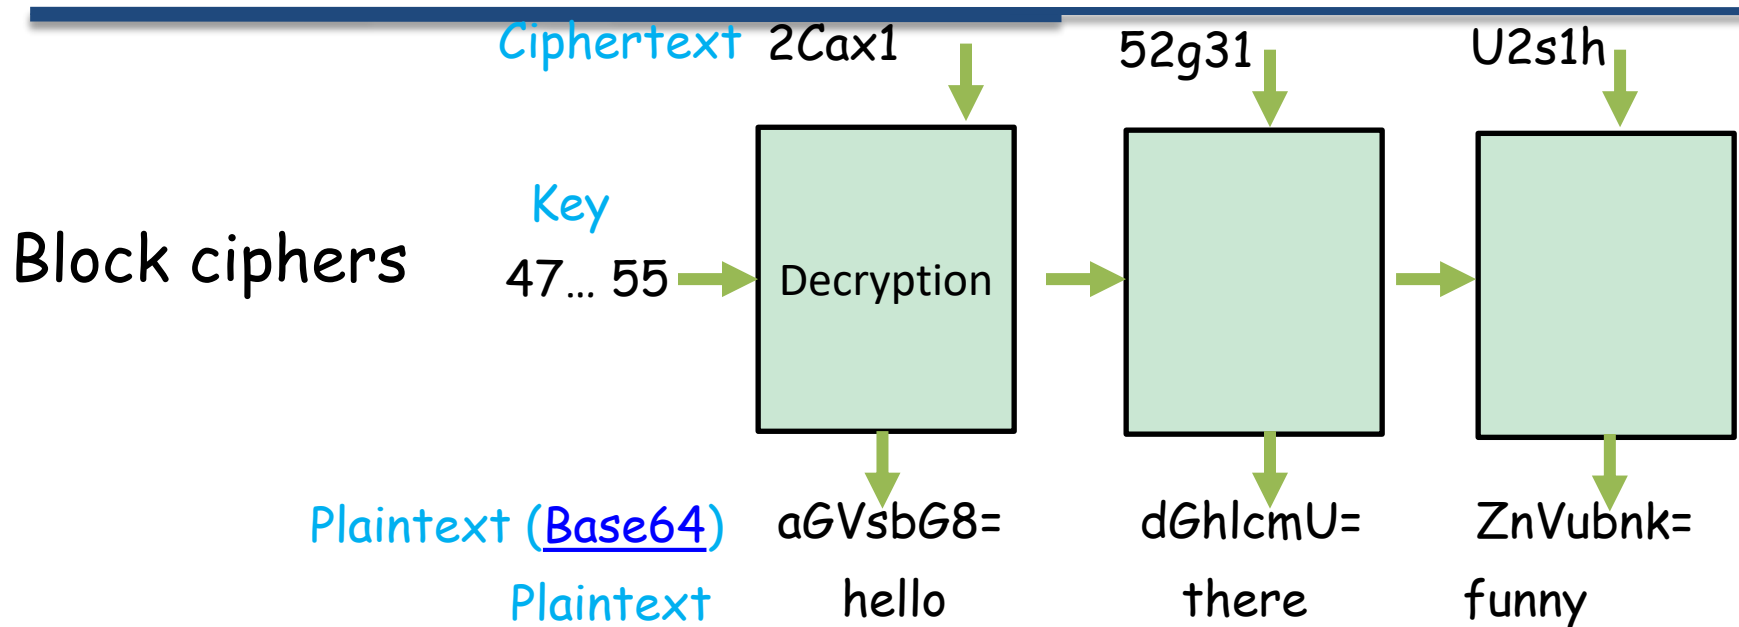 Ciphertext 2Cax1 52g31 U2s1h
Key
Block ciphers 47... 55 Decryption
Plaintext (Base64) aGVsbG8= dGhlcmU= ZnVubnk=
Plaintext hello there funny